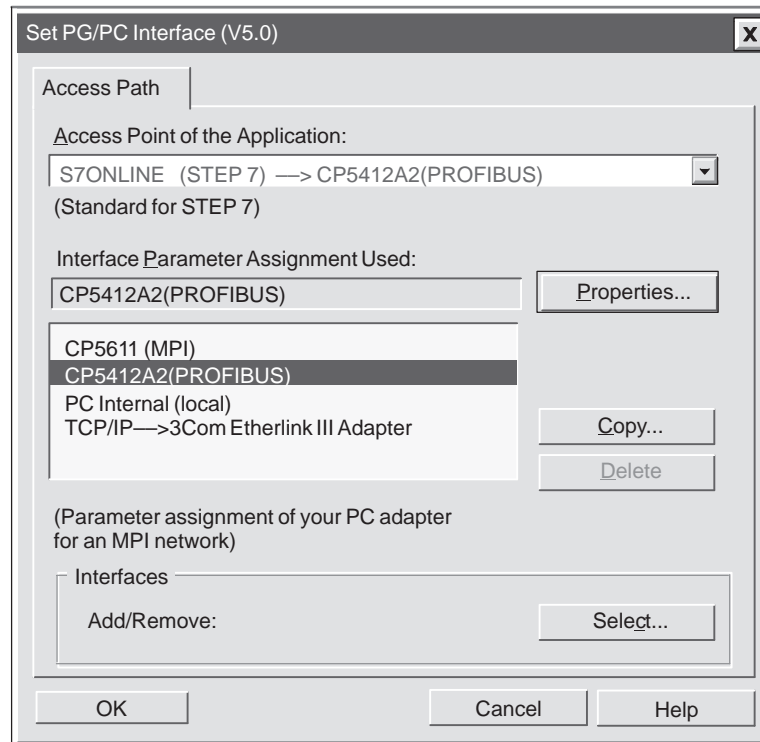 Set PG/PC Interface (V5.0)
X
Access Path
Access Point of the Application:
S7ONLINE (STEP 7) —> CP5412A2(PROFIBUS)
(Standard for STEP 7)
Interface Parameter Assignment Used:
CP5412A2(PROFIBUS)
Properties...
CP5611 (MPI)
CP5412A2(PROFIBUS)
PC Internal (local)
TCP/IP—>3Com Etherlink III Adapter
Copy...
Delete
(Parameter assignment of your PC adapter
for an MPI network)
Interfaces
Add/Remove:
Select...
OK
Cancel
Help